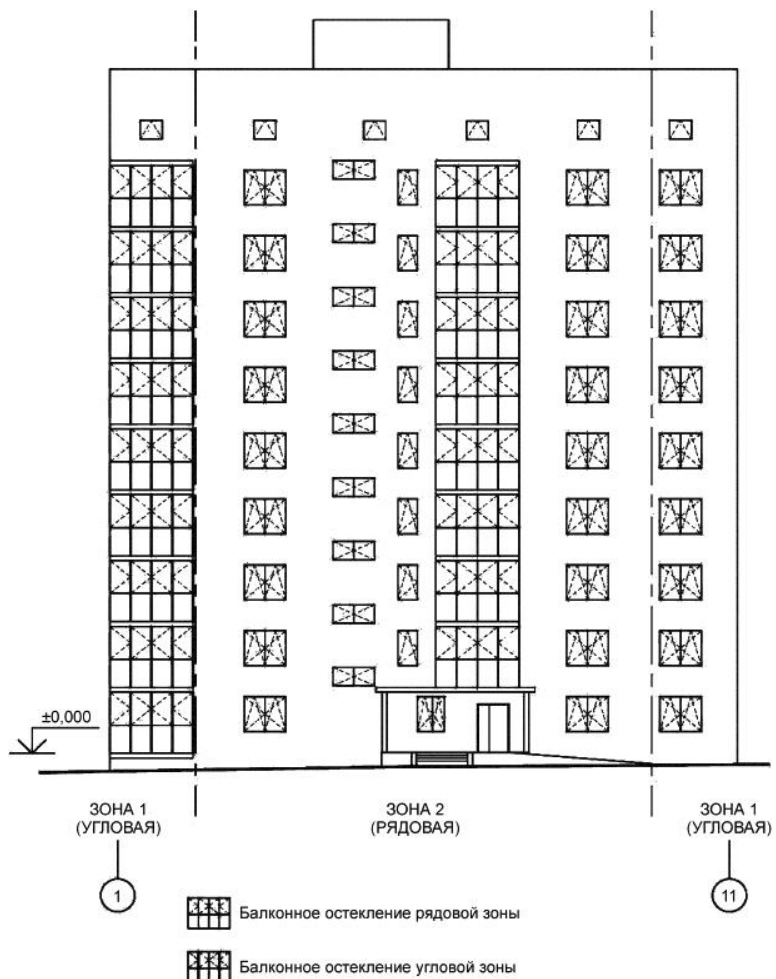 ±0,000
ЗОНА 1
(УГЛОВАЯ)
ЗОНА 2
(РЯДОВАЯ)
ЗОНА 1
(УГЛОВАЯ)
1
11
Балконное остекление рядовой зоны
Балконное остекление угловой зоны